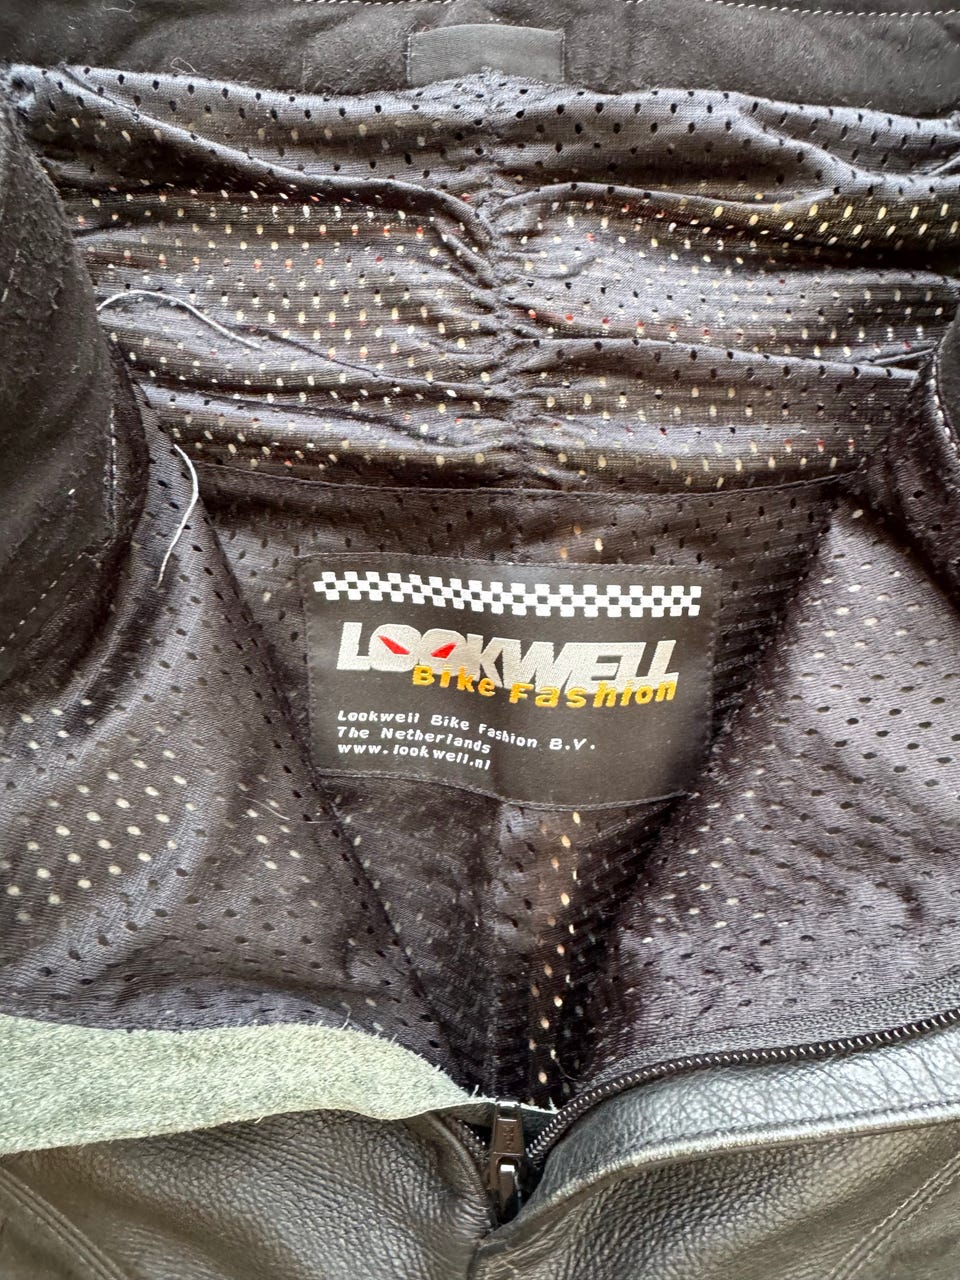 LOOKWELL
Bike Fashion
Lookwell Bike Fashion B.V.
The Netherlands
www.lookwell.nl